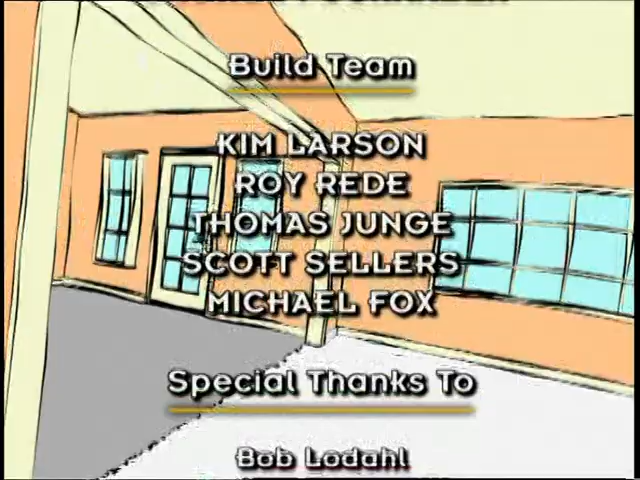 Build Team
KIM LARSON
ROY REDE
THOMAS JUNGE
SCOTT SELLERS
MICHAEL FOX
Special Thanks To
Bob Lodahl